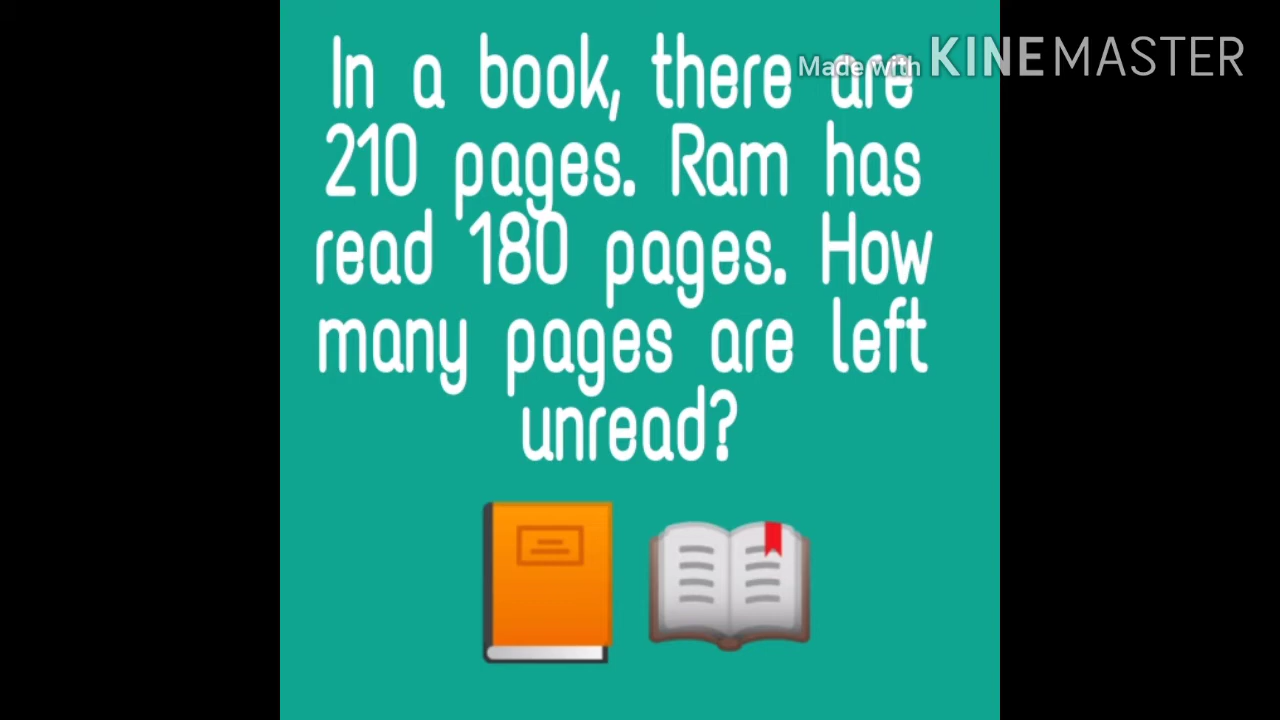 In a book, there are
Made with KINEMASTER
210 pages. Ram has
read 180 pages. How
many pages are left
unread?